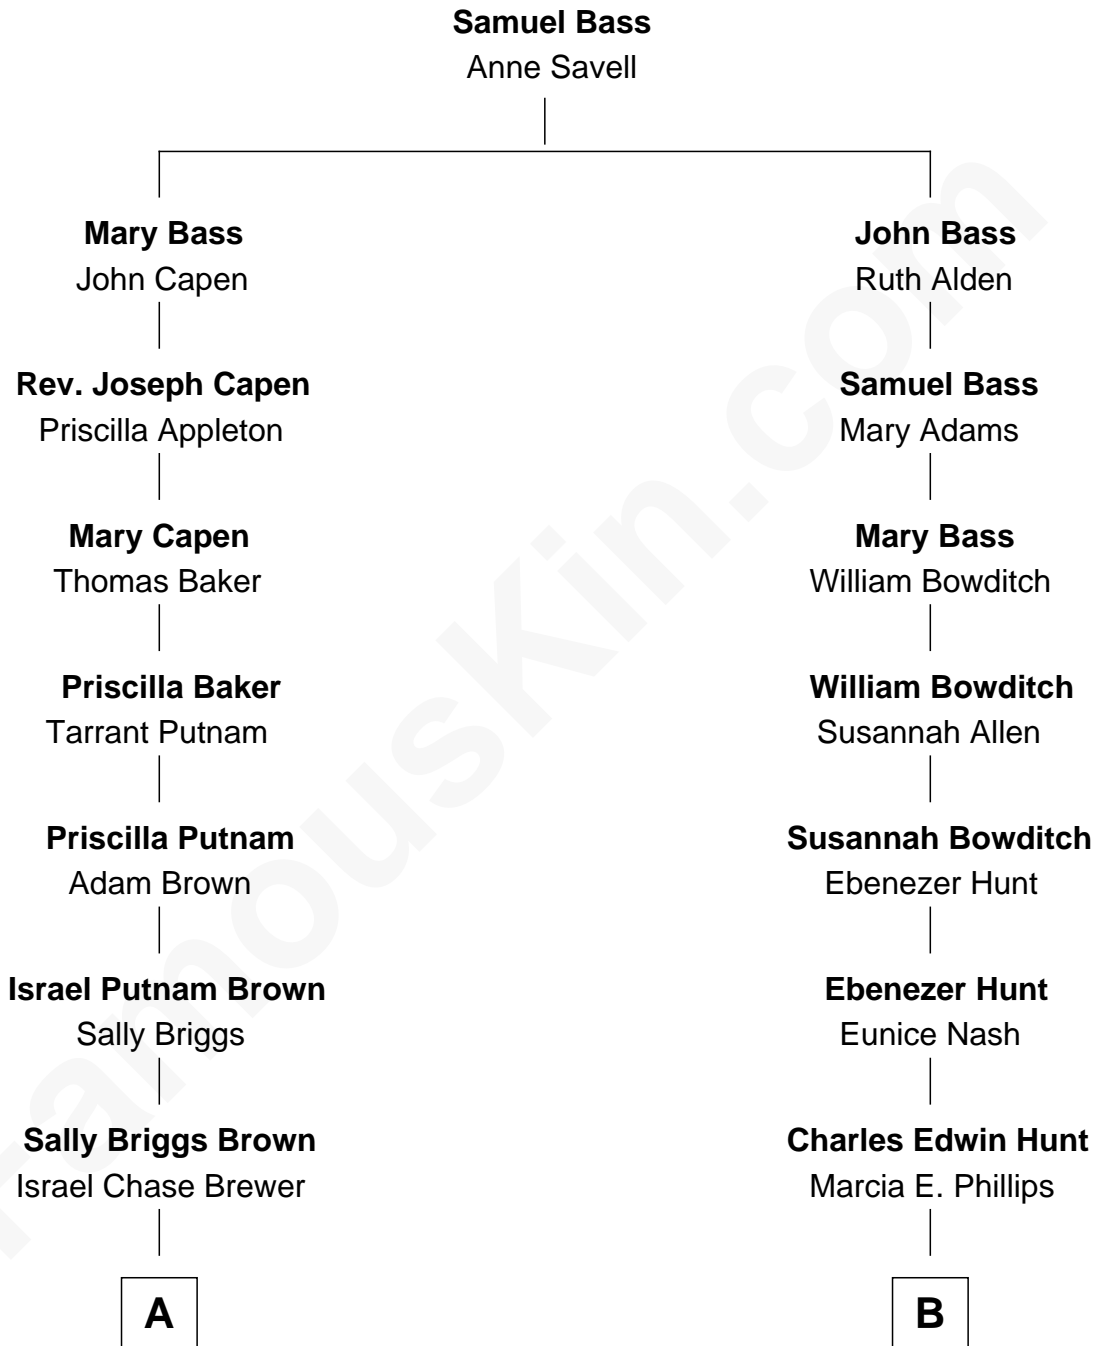 Samuel Bass
Anne Savell
Mary Bass
John Capen
John Bass
Ruth Alden
Rev. Joseph Capen
Priscilla Appleton
Samuel Bass
Mary Adams
Mary Capen
Thomas Baker
Mary Bass
William Bowditch
Priscilla Baker
Tarrant Putnam
William Bowditch
Susannah Allen
Priscilla Putnam
Adam Brown
Susannah Bowditch
Ebenezer Hunt
Israel Putnam Brown
Sally Briggs
Ebenezer Hunt
Eunice Nash
Sally Briggs Brown
Israel Chase Brewer
Charles Edwin Hunt
Marcia E. Phillips
A
B
FamousKin.com